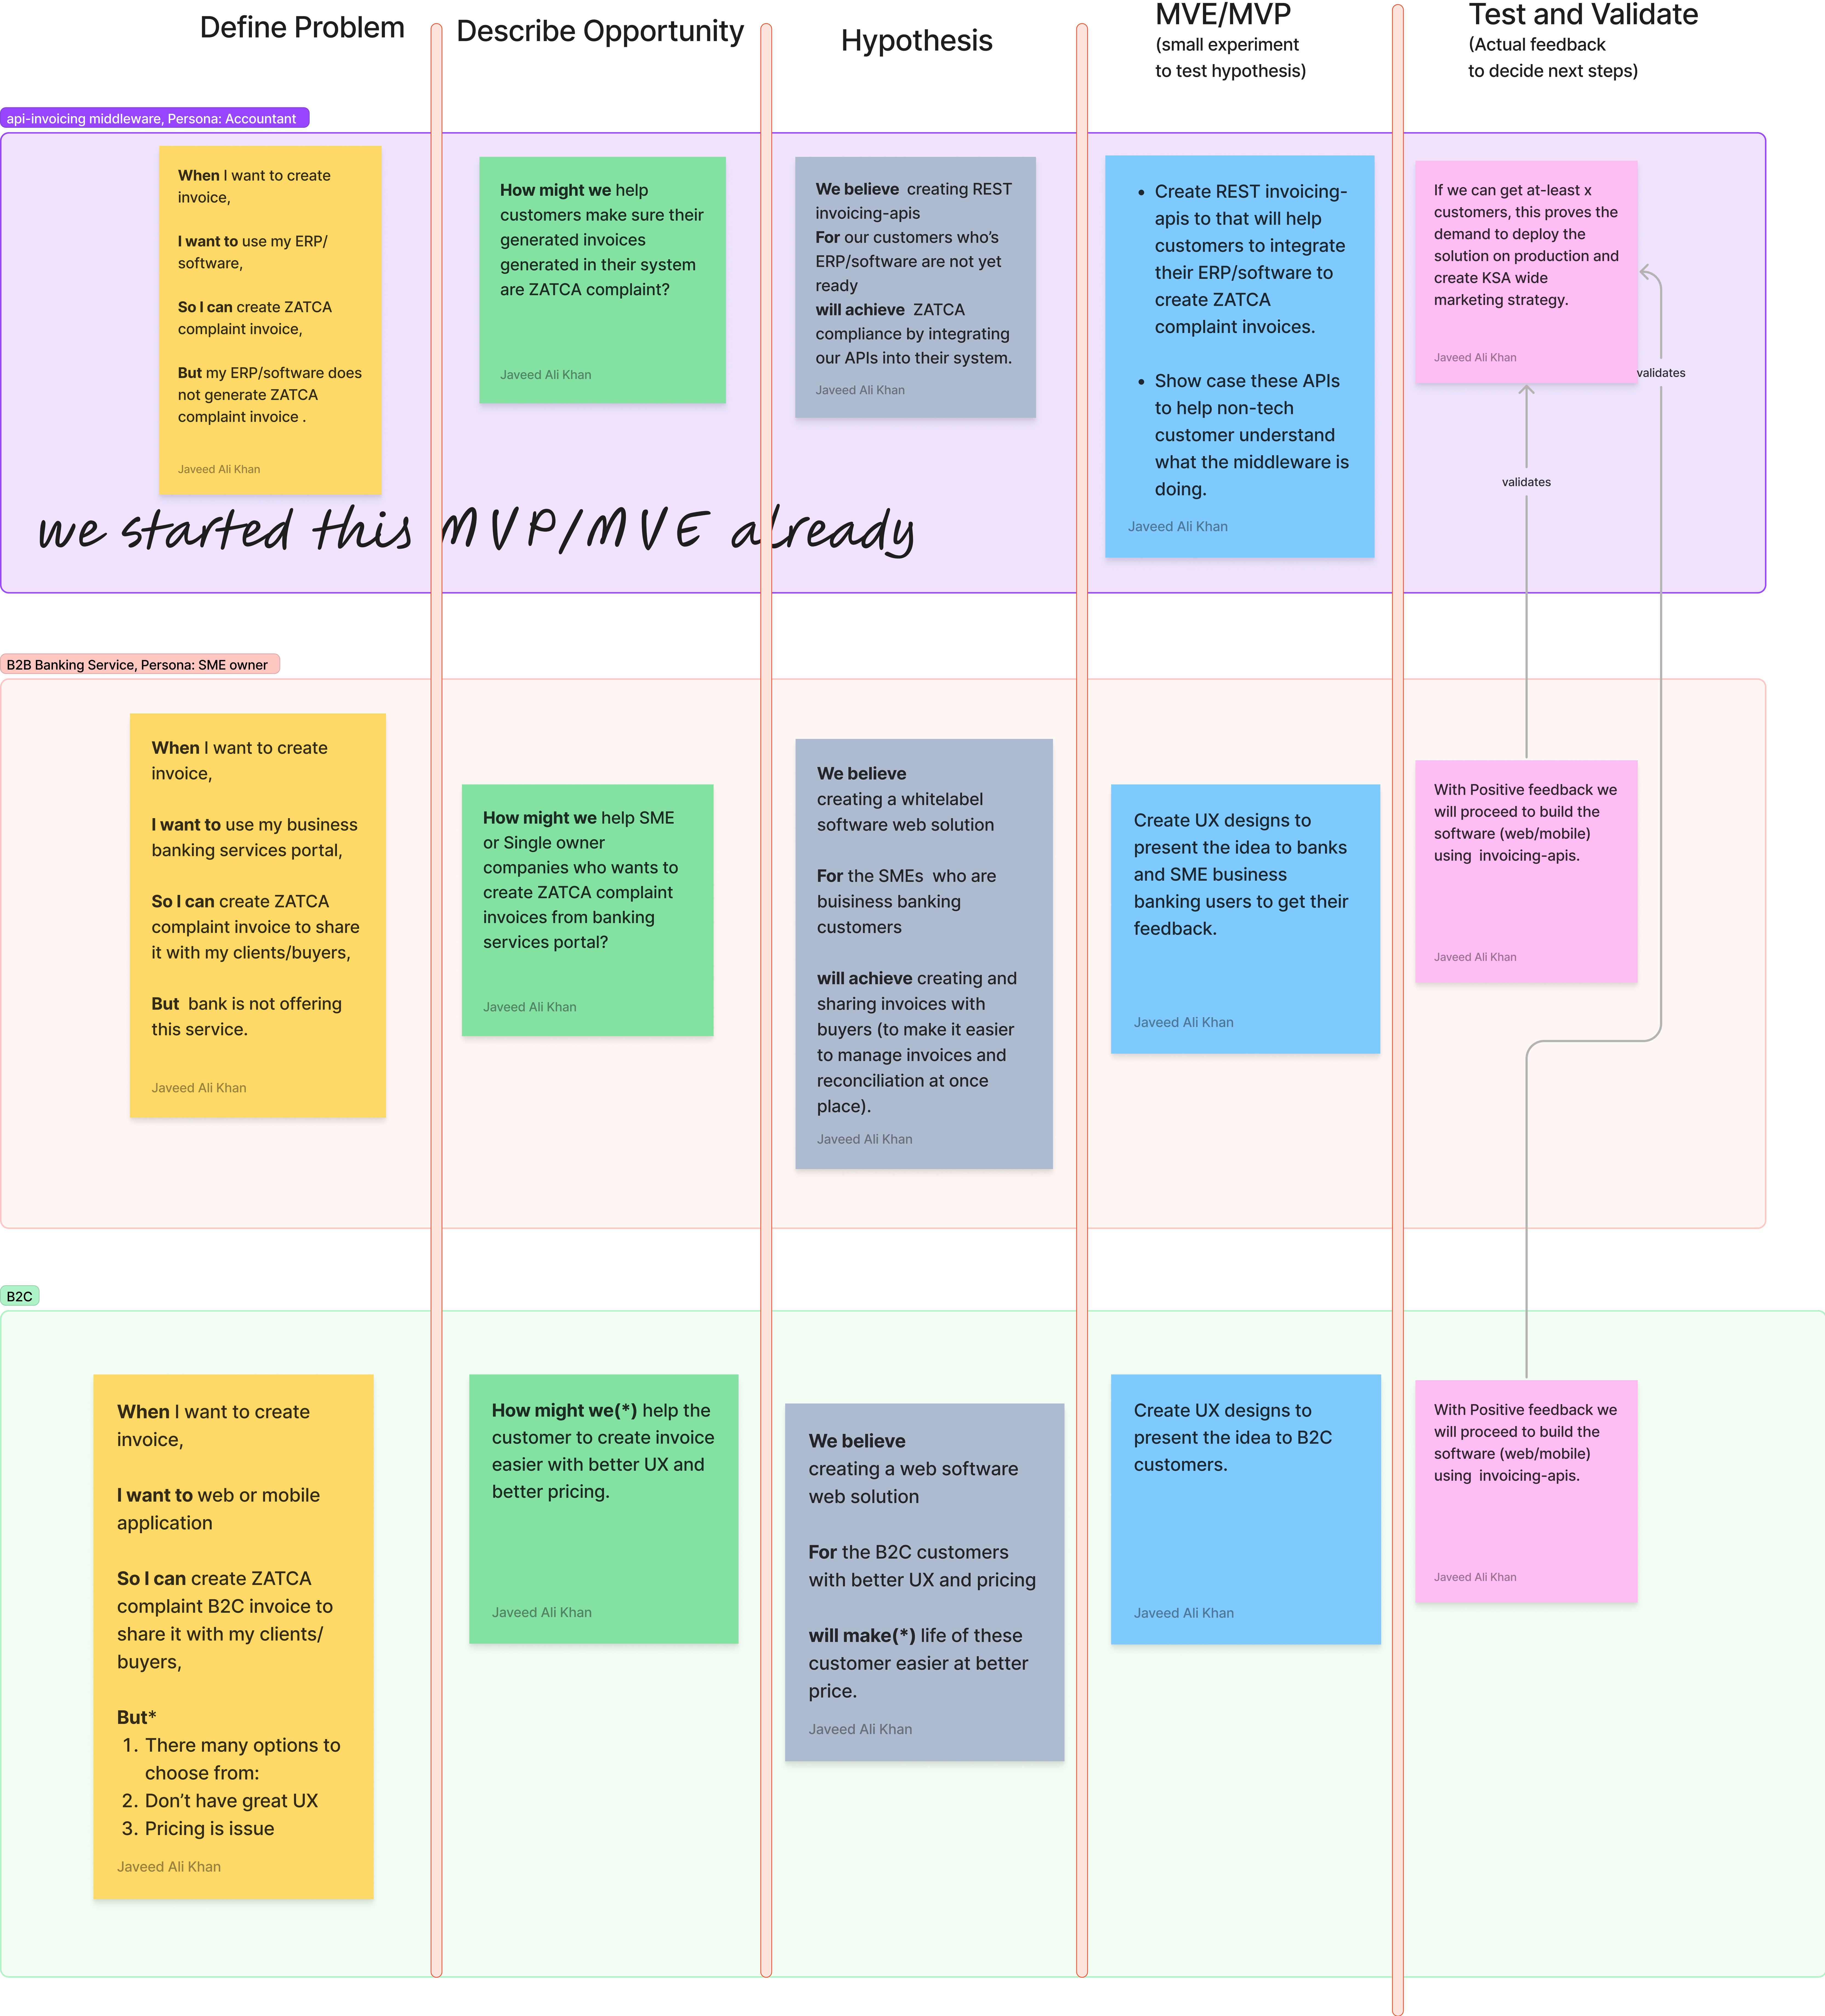 Define Problem
Describe Opportunity
Hypothesis
MVE/MVP
(small experiment
to test hypothesis)
Test and Validate
(Actual feedback
to decide next steps)
api-invoicing middleware, Persona: Accountant
When I want to create
invoice,
I want to use my ERP/
software,
So I can create ZATCA
complaint invoice,
But my ERP/software does
not generate ZATCA
complaint invoice .
Javeed Ali Khan
How might we help
customers make sure their
generated invoices
generated in their system
are ZATCA complaint?
Javeed Ali Khan
We believe  creating REST
invoicing-apis
For our customers who's
ERP/software are not yet
ready
will achieve  ZATCA
compliance by integrating
our APIs into their system.
Javeed Ali Khan
• Create REST invoicing-
apis to that will help
customers to integrate
their ERP/software to
create ZATCA
complaint invoices.
• Show case these APIs
to help non-tech
customer understand
what the middleware is
doing.
Javeed Ali Khan
If we can get at-least x
customers, this proves the
demand to deploy the
solution on production and
create KSA wide
marketing strategy.
Javeed Ali Khan
validates
validates
we started this MVP/MVE already
B2B Banking Service, Persona: SME owner
When I want to create
invoice,
I want to use my business
banking services portal,
So I can create ZATCA
complaint invoice to share
it with my clients/buyers,
But  bank is not offering
this service.
Javeed Ali Khan
How might we help SME
or Single owner
companies who wants to
create ZATCA complaint
invoices from banking
services portal?
Javeed Ali Khan
We believe
creating a whitelabel
software web solution
For the SMEs  who are
buisiness banking
customers
will achieve creating and
sharing invoices with
buyers (to make it easier
to manage invoices and
reconciliation at once
place).
Javeed Ali Khan
Create UX designs to
present the idea to banks
and SME business
banking users to get their
feedback.
Javeed Ali Khan
With Positive feedback we
will proceed to build the
software (web/mobile)
using  invoicing-apis.
Javeed Ali Khan
B2C
When I want to create
invoice,
I want to web or mobile
application
So I can create ZATCA
complaint B2C invoice to
share it with my clients/
buyers,
But*
1. There many options to
choose from:
2. Don't have great UX
3. Pricing is issue
Javeed Ali Khan
How might we(*) help the
customer to create invoice
easier with better UX and
better pricing.
Javeed Ali Khan
We believe
creating a web software
web solution
For the B2C customers
with better UX and pricing
will make(*) life of these
customer easier at better
price.
Javeed Ali Khan
Create UX designs to
present the idea to B2C
customers.
Javeed Ali Khan
With Positive feedback we
will proceed to build the
software (web/mobile)
using  invoicing-apis.
Javeed Ali Khan